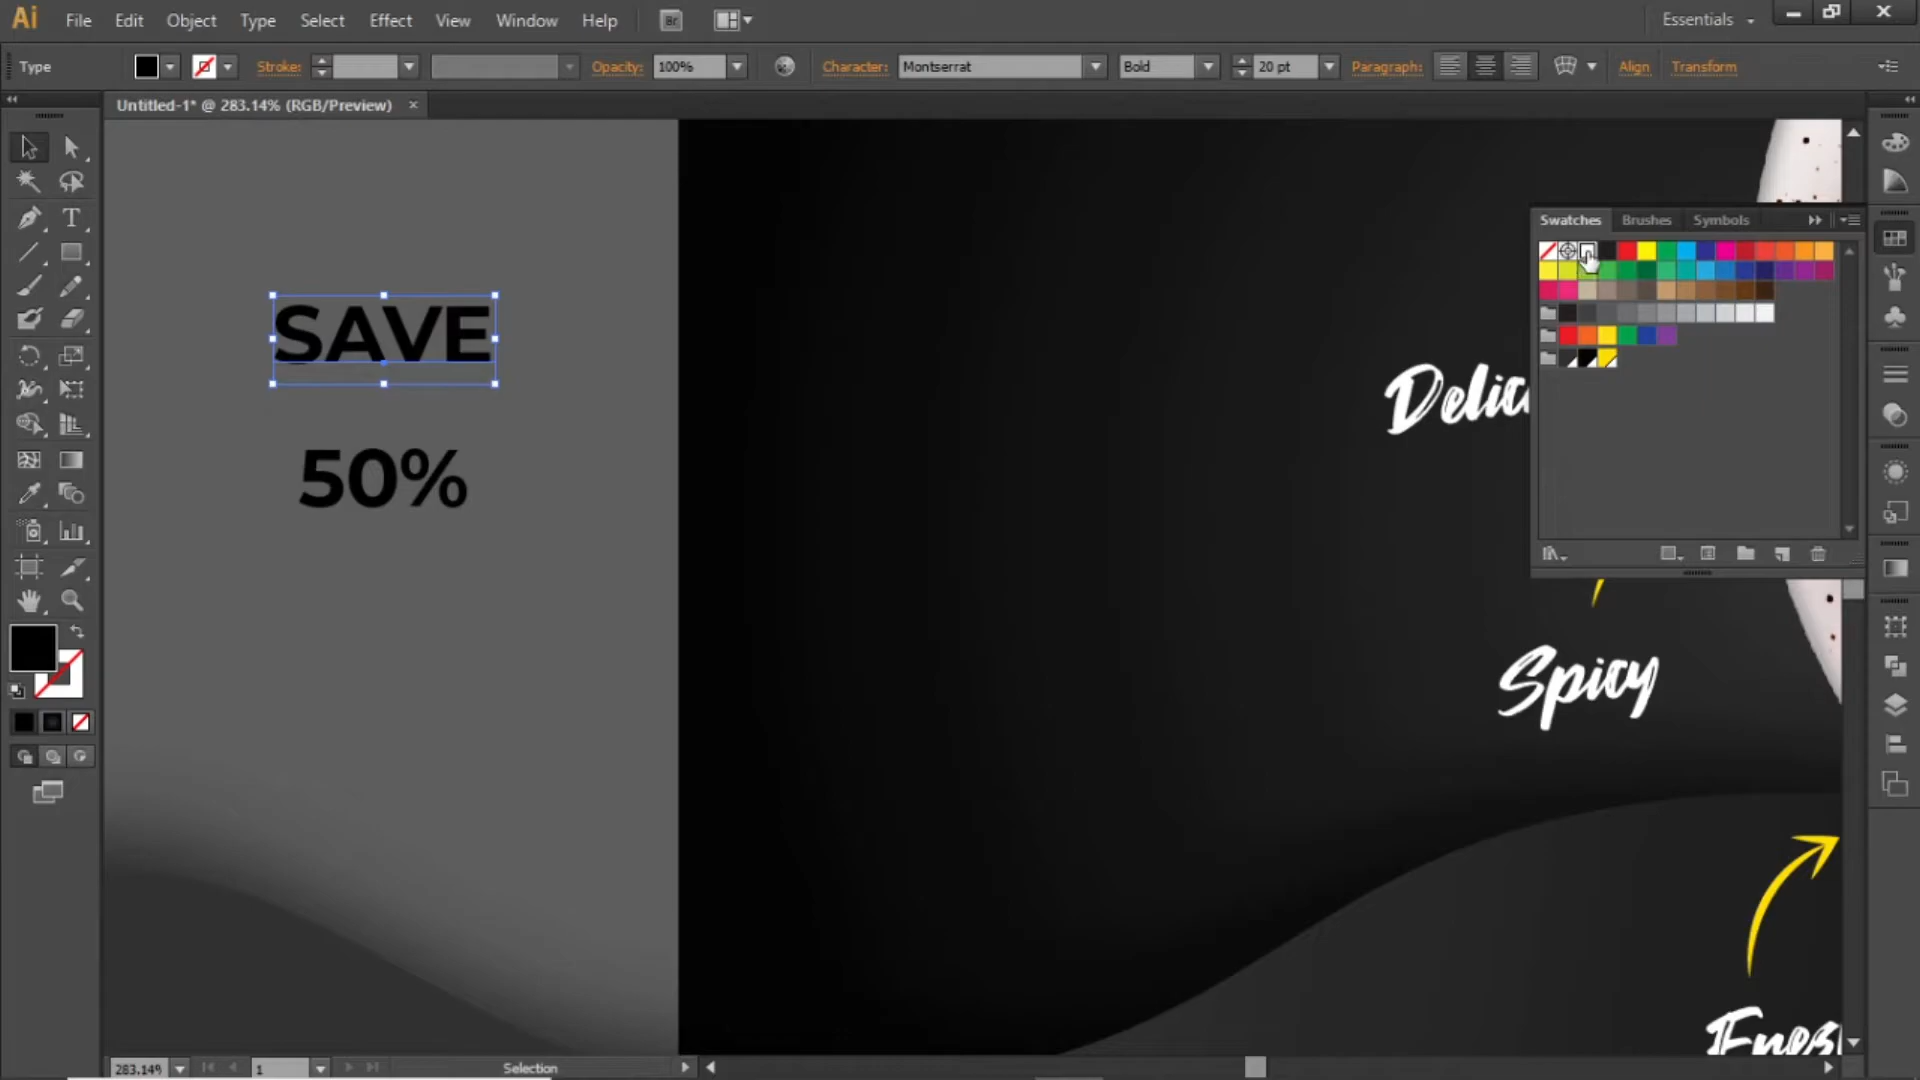 Ai File Edit Object Type Select Effect View Window Help Br Essentials
Type Stroke: Opacity: 100% Character: Montserrat Bold 20 pt Paragraph: Align Transform
Untitled-1* @ 283.14% (RGB/Preview)
Swatches Brushes Symbols
SAVE
50%
Spicy
283.14% 1 Selection